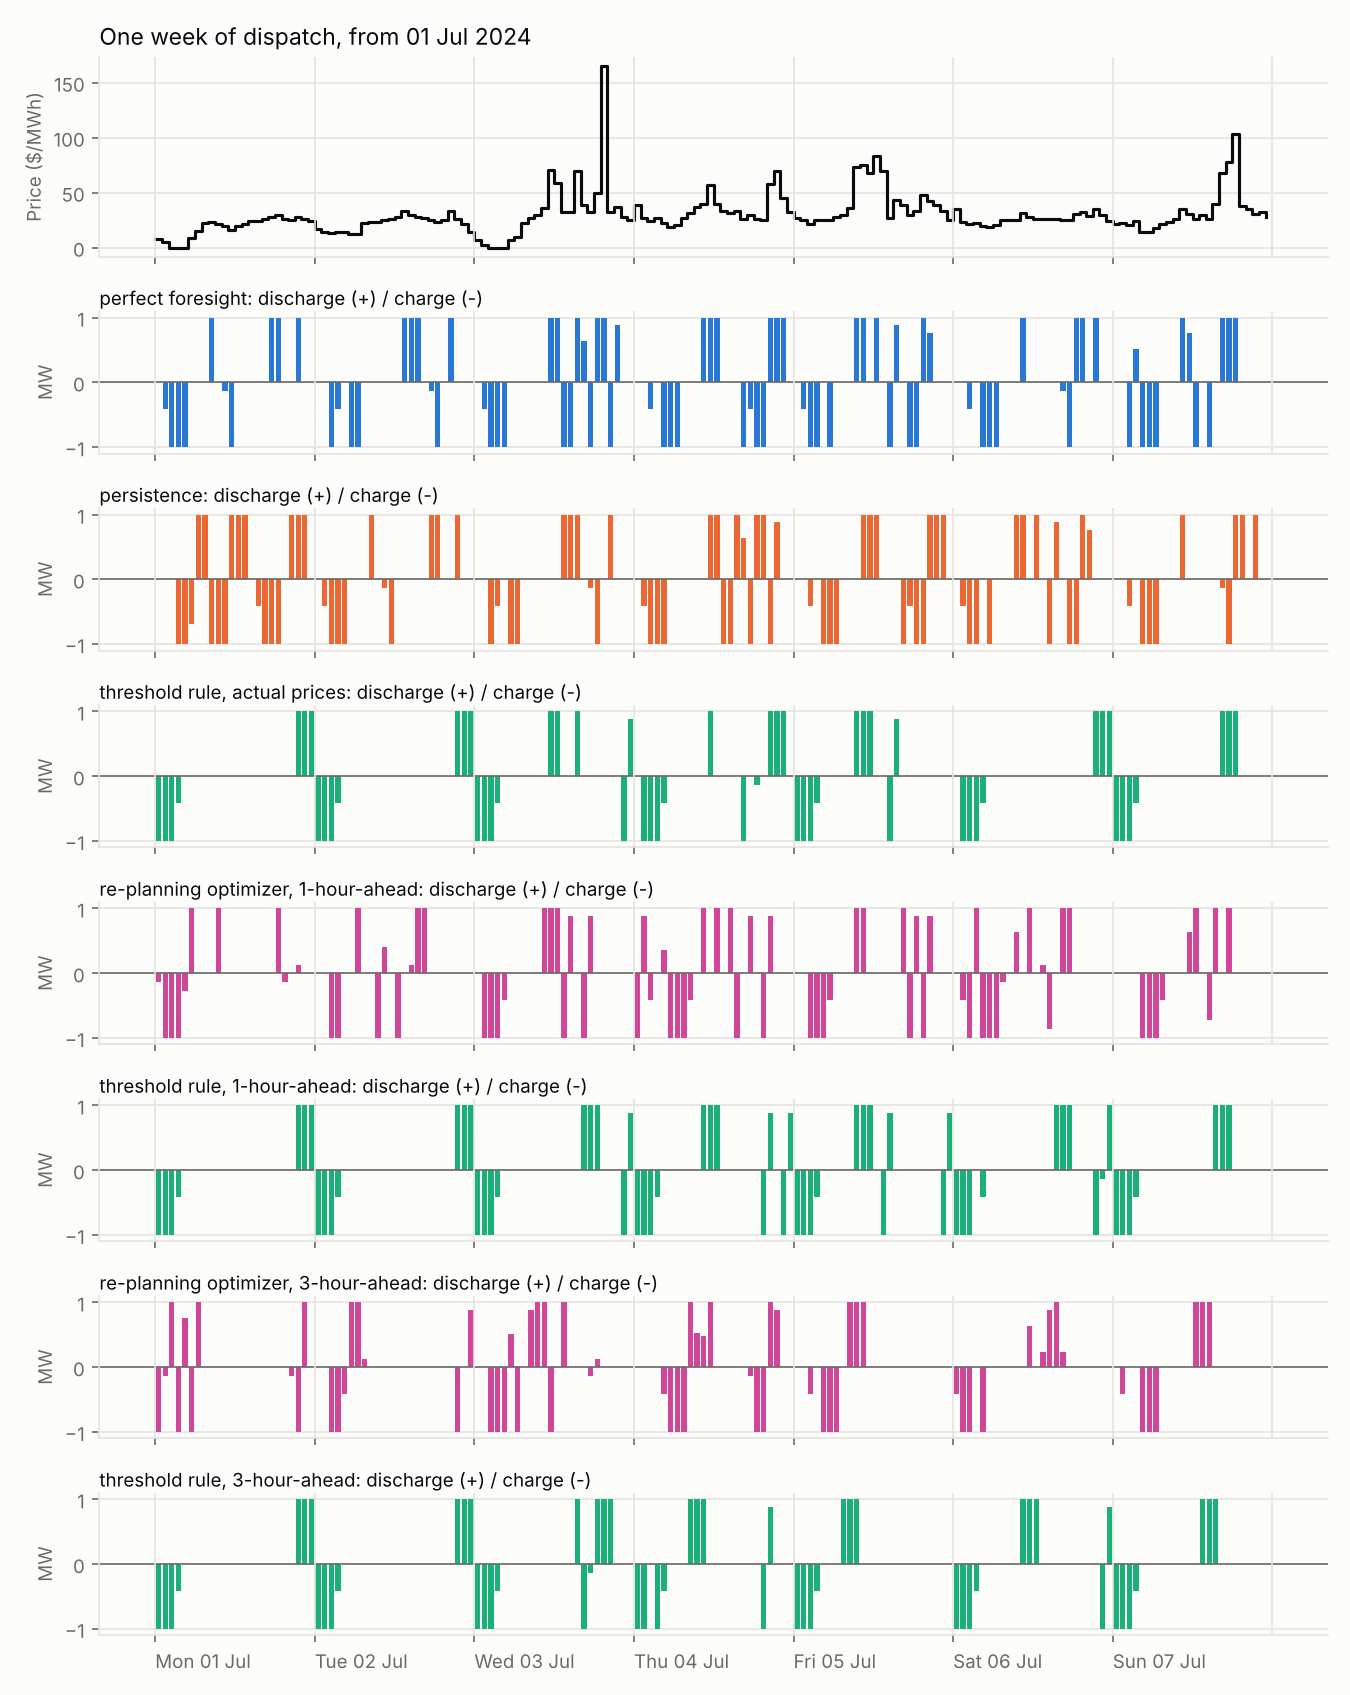 One week of dispatch, from 01 Jul 2024
Price ($/MWh)
150
100
50
0
perfect foresight: discharge (+) / charge (-)
MW
1
0
−1
persistence: discharge (+) / charge (-)
MW
1
0
−1
threshold rule, actual prices: discharge (+) / charge (-)
MW
1
0
−1
re-planning optimizer, 1-hour-ahead: discharge (+) / charge (-)
MW
1
0
−1
threshold rule, 1-hour-ahead: discharge (+) / charge (-)
MW
1
0
−1
re-planning optimizer, 3-hour-ahead: discharge (+) / charge (-)
MW
1
0
−1
threshold rule, 3-hour-ahead: discharge (+) / charge (-)
MW
1
0
−1
Mon 01 Jul Tue 02 Jul Wed 03 Jul Thu 04 Jul Fri 05 Jul Sat 06 Jul Sun 07 Jul